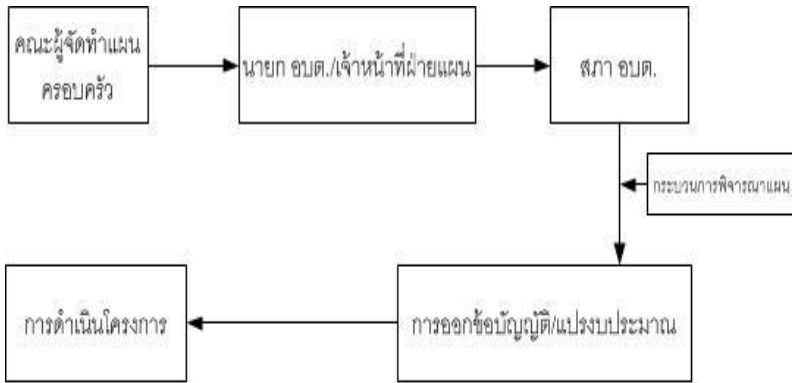 คณะผู้จัดทำแผน
ครอบครัว
นายก อบต./เจ้าหน้าที่ฝ่ายแผน
สภา อบต.
กระบวนการพิจารณาแผน
การออกข้อบัญญัติ/แปรงบประมาณ
การดำเนินโครงการ